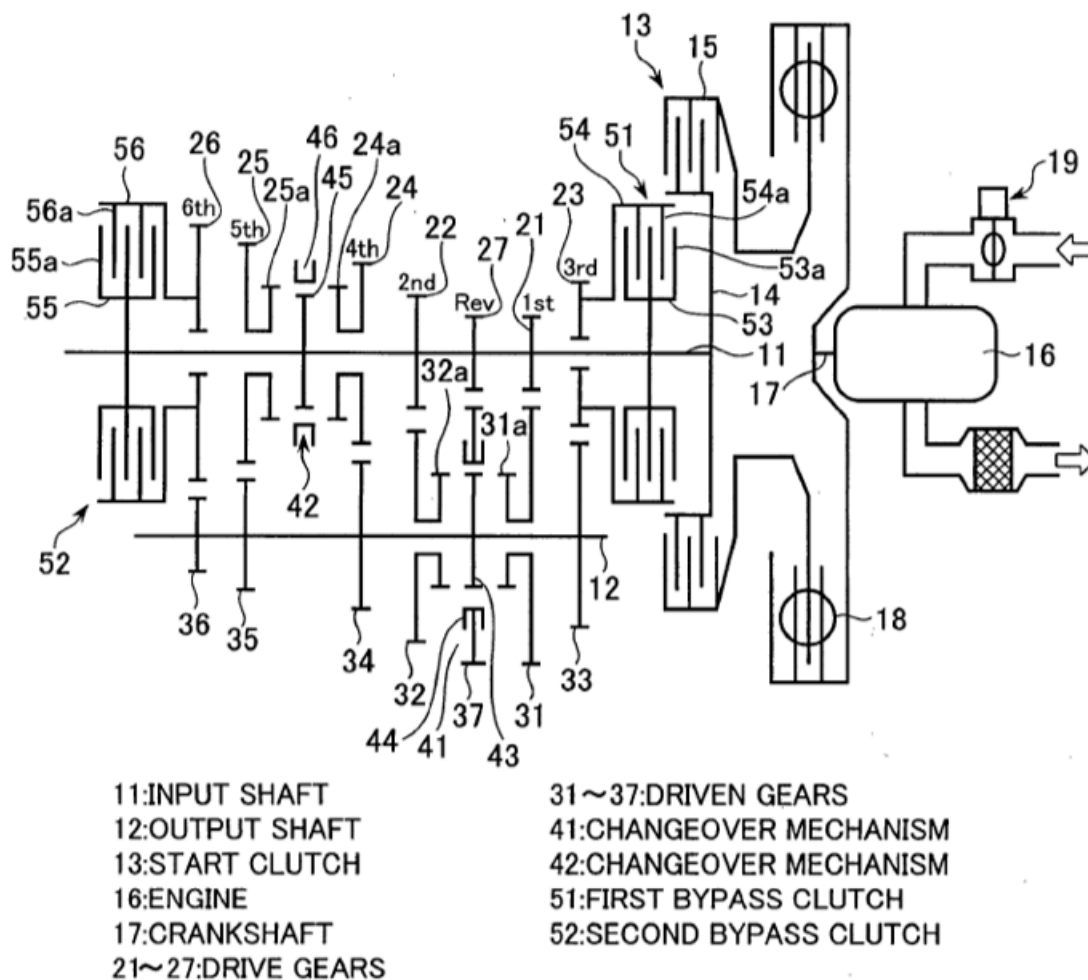 13
15
26
56
25
46
24a
54
51
19
25a
45
24
22
27
21
23
56a
6th
5th
4th
3rd
54a
2nd
Rev
1st
55a
53a
55
14
53
11
16
17
32a
31a
42
52
12
36
35
34
32
37
31
33
18
44
41
43
11:INPUT SHAFT
12:OUTPUT SHAFT
13:START CLUTCH
16:ENGINE
17:CRANKSHAFT
21~27:DRIVE GEARS
31~37:DRIVEN GEARS
41:CHANGEOVER MECHANISM
42:CHANGEOVER MECHANISM
51:FIRST BYPASS CLUTCH
52:SECOND BYPASS CLUTCH